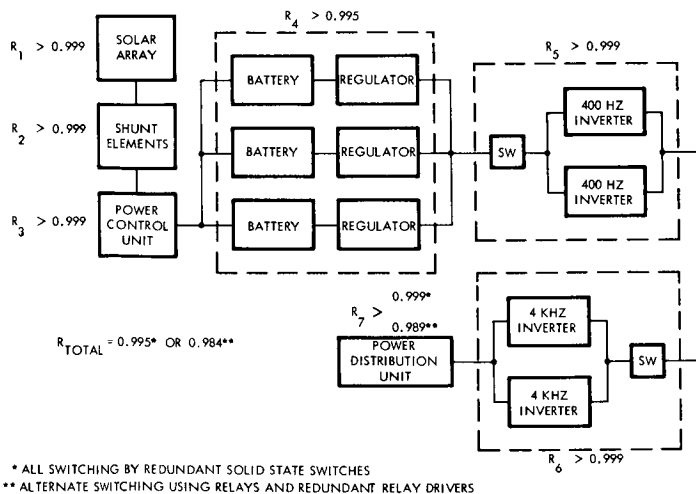 R4 > 0.995
R1 > 0.999
SOLAR
ARRAY
R5 > 0.999
BATTERY
REGULATOR
400 HZ
INVERTER
R2 > 0.999
SHUNT
ELEMENTS
BATTERY
REGULATOR
SW
400 HZ
INVERTER
R3 > 0.999
POWER
CONTROL
UNIT
BATTERY
REGULATOR
R7 > 0.999*
0.989**
4 KHZ
INVERTER
RTOTAL = 0.995* OR 0.984**
POWER
DISTRIBUTION
UNIT
SW
4 KHZ
INVERTER
R6 > 0.999
* ALL SWITCHING BY REDUNDANT SOLID STATE SWITCHES
** ALTERNATE SWITCHING USING RELAYS AND REDUNDANT RELAY DRIVERS